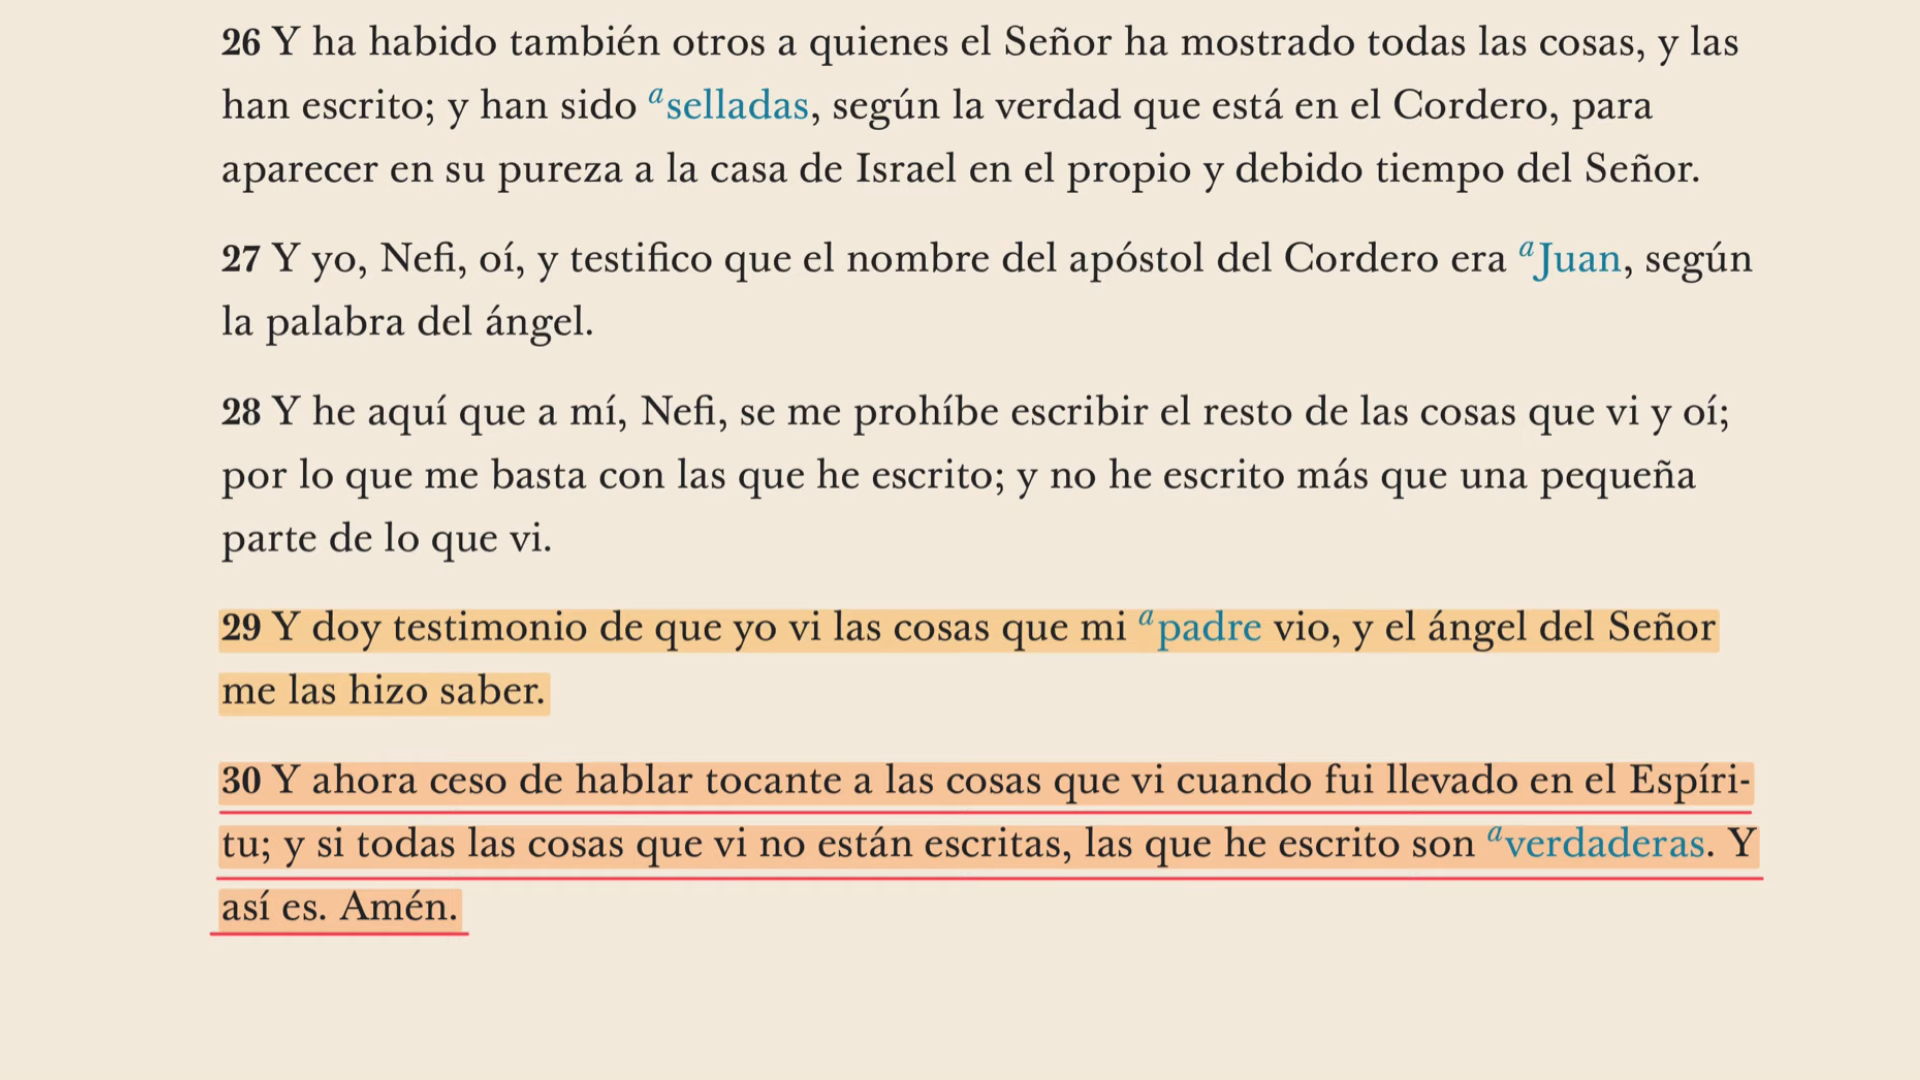 26 Y ha habido también otros a quienes el Señor ha mostrado todas las cosas, y las
han escrito; y han sido ᵃselladas, según la verdad que está en el Cordero, para
aparecer en su pureza a la casa de Israel en el propio y debido tiempo del Señor.
27 Y yo, Nefi, oí, y testifico que el nombre del apóstol del Cordero era ᵃJuan, según
la palabra del ángel.
28 Y he aquí que a mí, Nefi, se me prohíbe escribir el resto de las cosas que vi y oí;
por lo que me basta con las que he escrito; y no he escrito más que una pequeña
parte de lo que vi.
29 Y doy testimonio de que yo vi las cosas que mi ᵃpadre vio, y el ángel del Señor
me las hizo saber.
30 Y ahora ceso de hablar tocante a las cosas que vi cuando fui llevado en el Espíri-
tu; y si todas las cosas que vi no están escritas, las que he escrito son ᵃverdaderas. Y
así es. Amén.